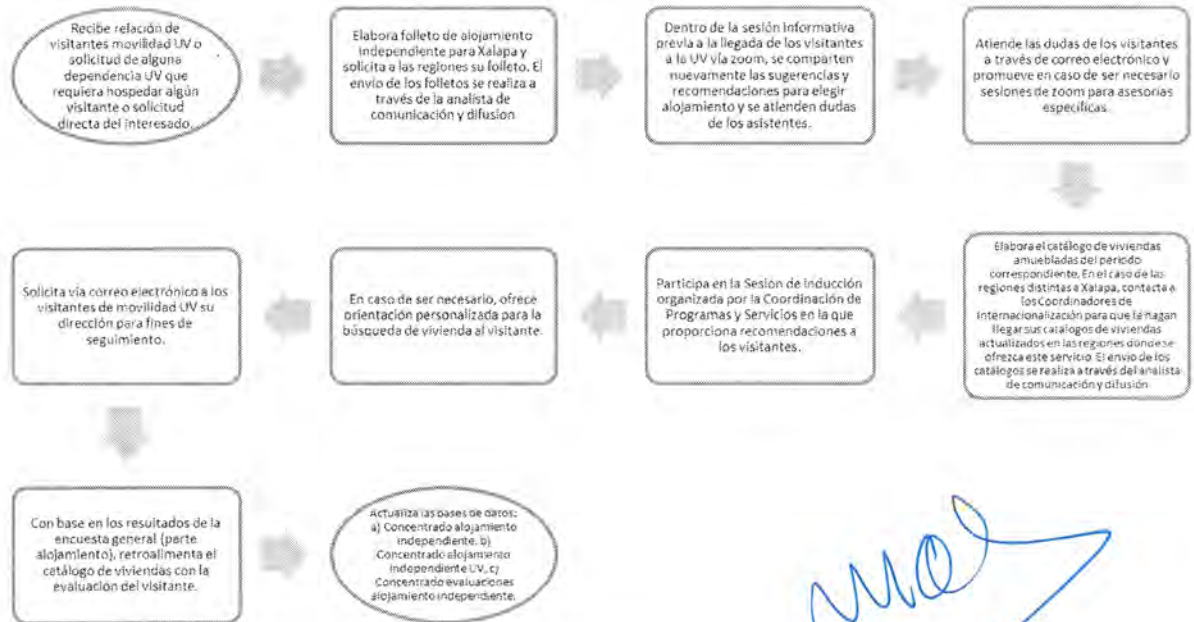 Recibe relación de
visitantes movilidad UV o
solicitud de alguna
dependencia UV que
requiera hospedar algún
visitante o solicitud
directa del interesado.
Elabora folleto de alojamiento
Independiente para Xalapa y
solicita a las regiones su folleto. El
envío de los folletos se realiza a
través de la analista de
comunicación y difusión
Dentro de la sesión informativa
previa a la llegada de los visitantes
a la UV vía zoom, se comparten
nuevamente las sugerencias y
recomendaciones para elegir
alojamiento y se atienden dudas
de los asistentes.
Atiende las dudas de los visitantes
a través de correo electrónico y
promueve en caso de ser necesario
sesiones de zoom para asesorías
específicas.
Elabora el catálogo de viviendas
amuebladas del periodo
correspondiente. En el caso de las
regiones distintas a Xalapa, contacta a
los Coordinadores de
Internacionalización para que le hagan
llegar sus catálogos de viviendas
actualizados en las regiones donde se
ofrezca este servicio. El envío de los
catálogos se realiza a través del analista
de comunicación y difusión
Participa en la Sesión de Inducción
organizada por la Coordinación de
Programas y Servicios en la que
proporciona recomendaciones a
los visitantes.
En caso de ser necesario, ofrece
orientación personalizada para la
búsqueda de vivienda al visitante.
Solicita vía correo electrónico a los
visitantes de movilidad UV su
dirección para fines de
seguimiento.
Con base en los resultados de la
encuesta general (parte
alojamiento), retroalimenta el
catálogo de viviendas con la
evaluación del visitante.
Actualiza las bases de datos:
a) Concentrado alojamiento
independiente. b)
Concentrado alojamiento
Independiente UV. c)
Concentrado evaluaciones
alojamiento independiente.